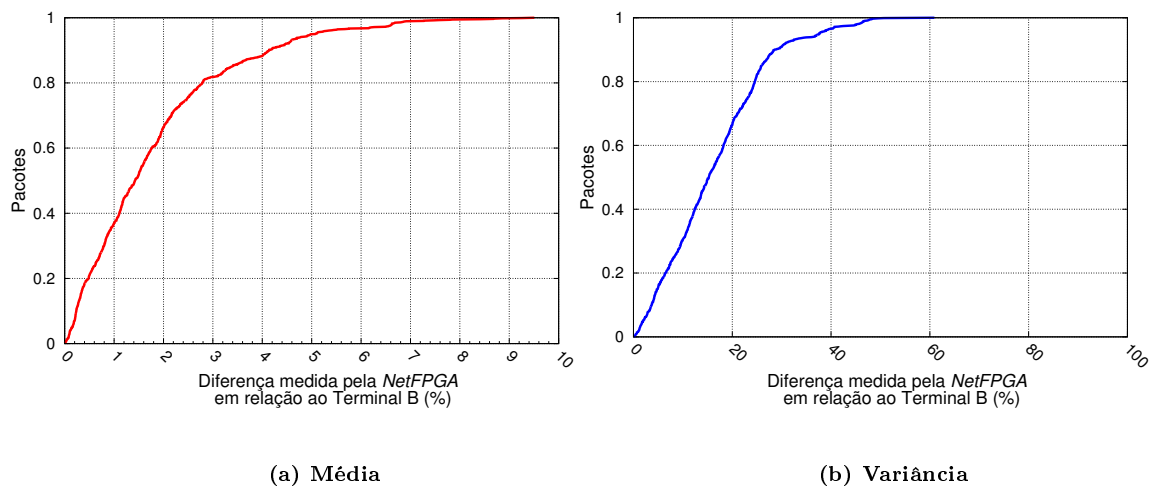 1
0.8
0.6
0.4
0.2
0
Pacotes
0 1 2 3 4 5 6 7 8 9 10
Diferença medida pela NetFPGA
em relação ao Terminal B (%)
(a) Média
1
0.8
0.6
0.4
0.2
0
Pacotes
0 20 40 60 80 100
Diferença medida pela NetFPGA
em relação ao Terminal B (%)
(b) Variância